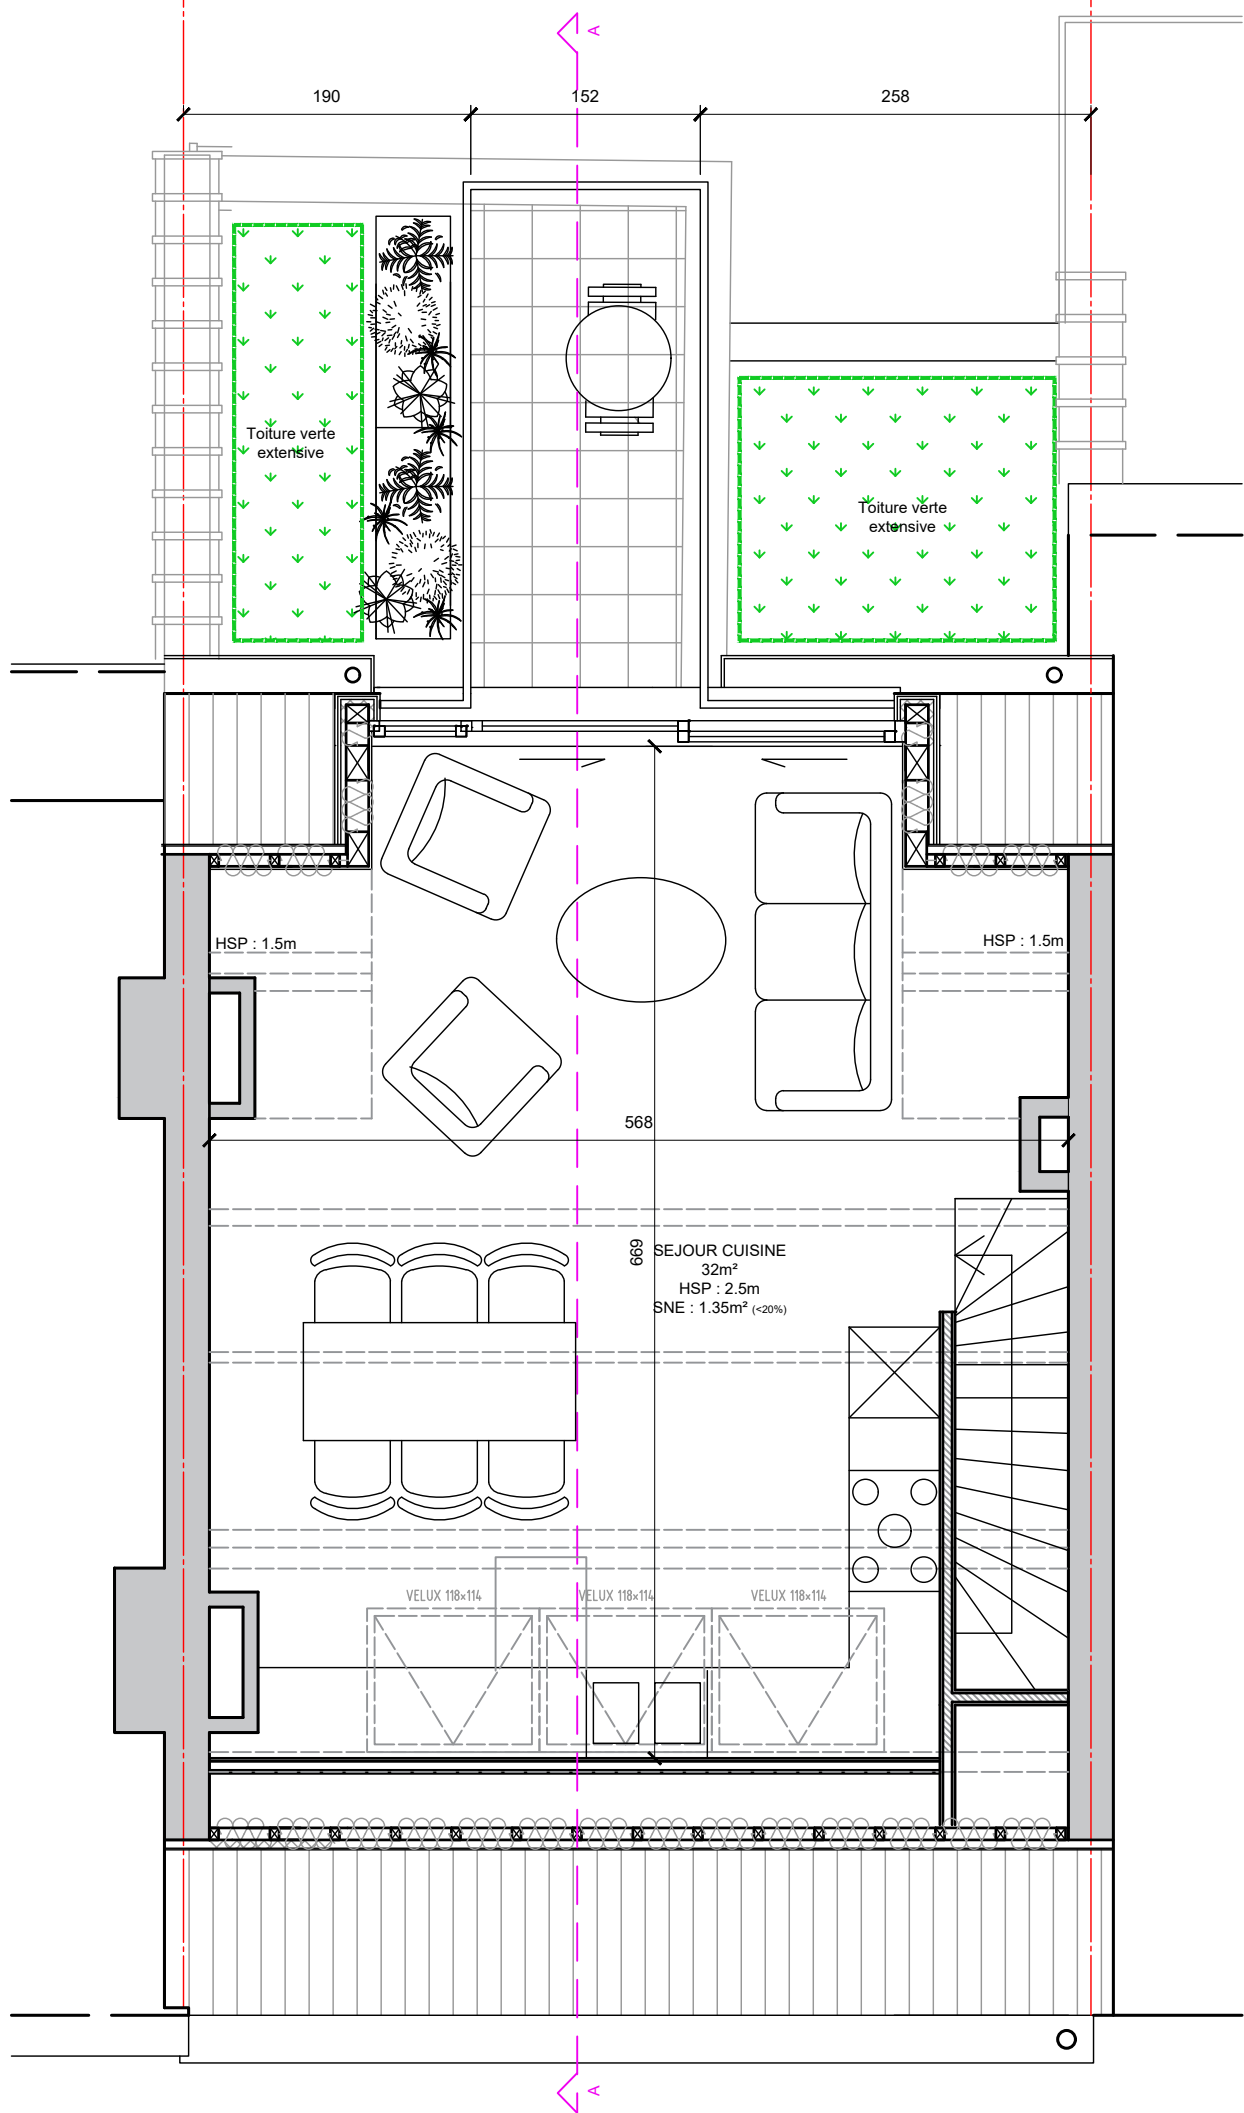 A
190
152
258
Toiture verte
extensive
Toiture verte
extensive
HSP : 1.5m
HSP : 1.5m
568
669
SEJOUR CUISINE
32m²
HSP : 2.5m
SNE : 1.35m² (<20%)
VELUX 118×114
VELUX 118×114
VELUX 118×114
A